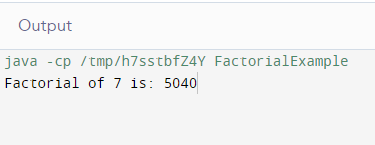 Output
java -cp /tmp/h7sstbfZ4Y FactorialExample
Factorial of 7 is: 5040